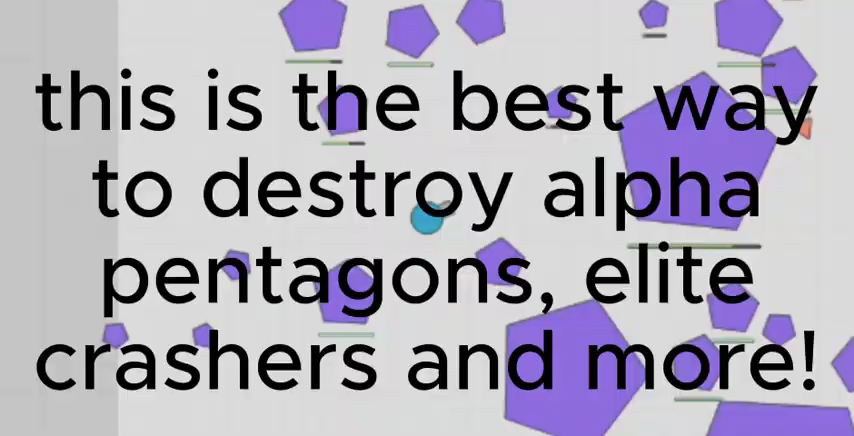 this is the best way
to destroy alpha
pentagons, elite
crashers and more!